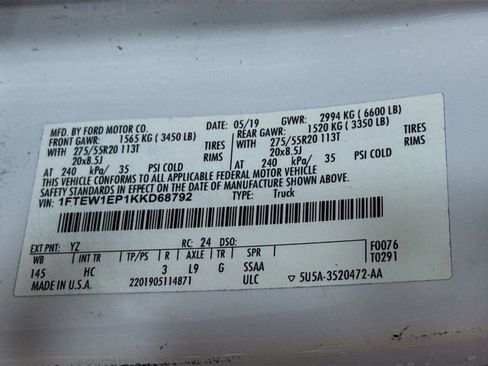 MFD. BY FORD MOTOR CO. DATE: 05/19 GVWR: 2994 KG ( 6600 LB)
FRONT GAWR: 1565 KG ( 3450 LB) REAR GAWR: 1520 KG ( 3350 LB)
WITH 275/55R20 113T TIRES WITH 275/55R20 113T TIRES
20x8.5J RIMS 20x8.5J RIMS
AT 240 kPa/ 35 PSI COLD AT 240 kPa/ 35 PSI COLD
THIS VEHICLE CONFORMS TO ALL APPLICABLE FEDERAL MOTOR VEHICLE
SAFETY STANDARDS IN EFFECT ON THE DATE OF MANUFACTURE SHOWN ABOVE.
VIN: 1FTEW1EP1KKD68792 TYPE: Truck
EXT PNT: YZ RC: 24 DSO: F0076
WB INT TR TP/PS R AXLE TR SPR T0291
145 HC 3 L9 G SSAA
MADE IN U.S.A. 2201905114871 ULC ▽ 5U5A-3520472-AA